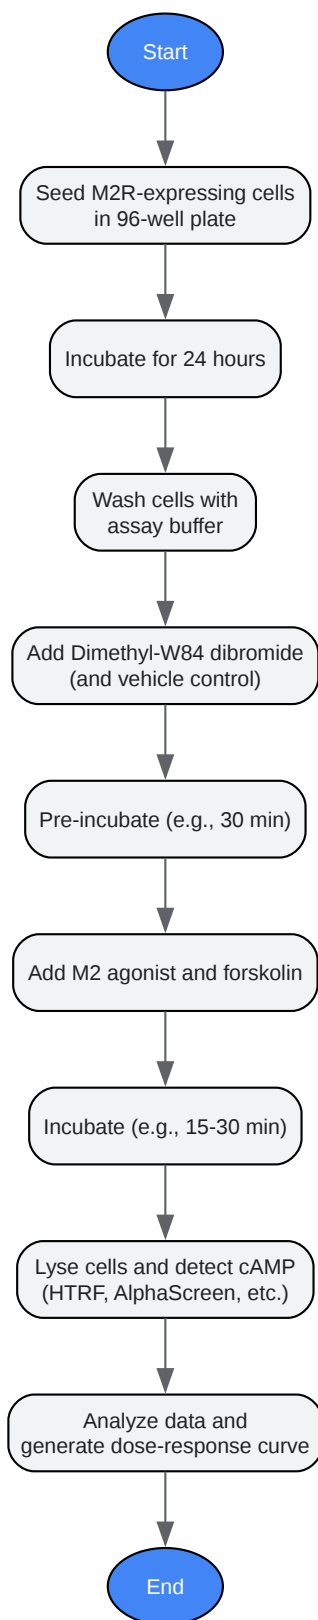 Start
Seed M2R-expressing cells
in 96-well plate
Incubate for 24 hours
Wash cells with
assay buffer
Add Dimethyl-W84 dibromide
(and vehicle control)
Pre-incubate (e.g., 30 min)
Add M2 agonist and forskolin
Incubate (e.g., 15-30 min)
Lyse cells and detect cAMP
(HTRF, AlphaScreen, etc.)
Analyze data and
generate dose-response curve
End